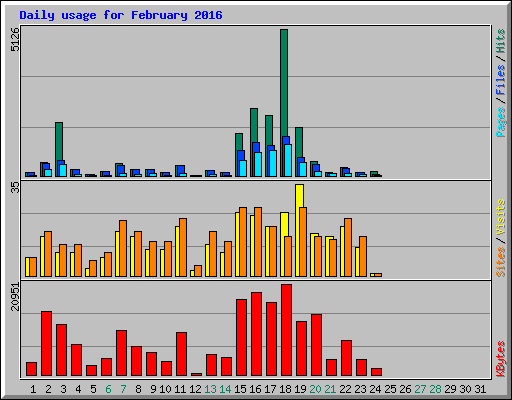 Daily usage for February 2016
5126
Pages / Files / Hits
35
Sites / Visits
20951
KBytes
1 2 3 4 5 6 7 8 9 10 11 12 13 14 15 16 17 18 19 20 21 22 23 24 25 26 27 28 29 30 31